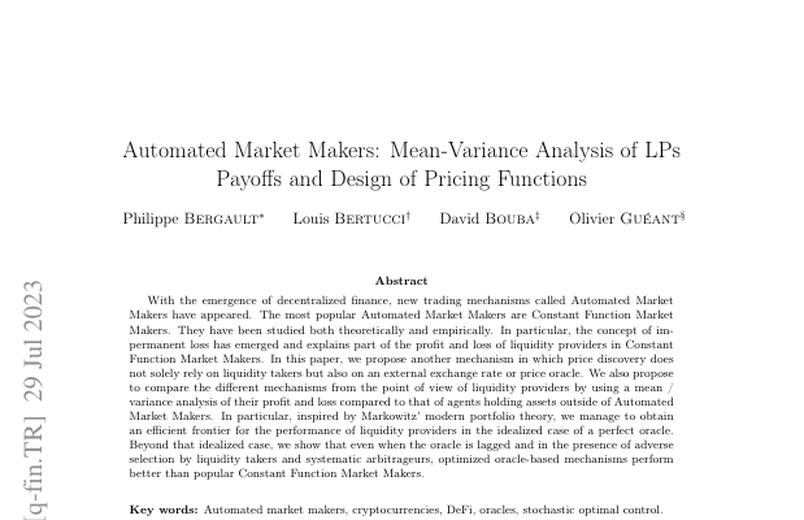 Automated Market Makers: Mean-Variance Analysis of LPs
Payoffs and Design of Pricing Functions
Philippe BERGAULT* Louis BERTUCCI† David BOUBA‡ Olivier GUÉANT§
Abstract
With the emergence of decentralized finance, new trading mechanisms called Automated Market
Makers have appeared. The most popular Automated Market Makers are Constant Function Market
Makers. They have been studied both theoretically and empirically. In particular, the concept of im-
permanent loss has emerged and explains part of the profit and loss of liquidity providers in Constant
Function Market Makers. In this paper, we propose another mechanism in which price discovery does
not solely rely on liquidity takers but also on an external exchange rate or price oracle. We also propose
to compare the different mechanisms from the point of view of liquidity providers by using a mean /
variance analysis of their profit and loss compared to that of agents holding assets outside of Automated
Market Makers. In particular, inspired by Markowitz' modern portfolio theory, we manage to obtain
an efficient frontier for the performance of liquidity providers in the idealized case of a perfect oracle.
Beyond that idealized case, we show that even when the oracle is lagged and in the presence of adverse
selection by liquidity takers and systematic arbitrageurs, optimized oracle-based mechanisms perform
better than popular Constant Function Market Makers.
Key words: Automated market makers, cryptocurrencies, DeFi, oracles, stochastic optimal control.
[q-fin.TR] 29 Jul 2023